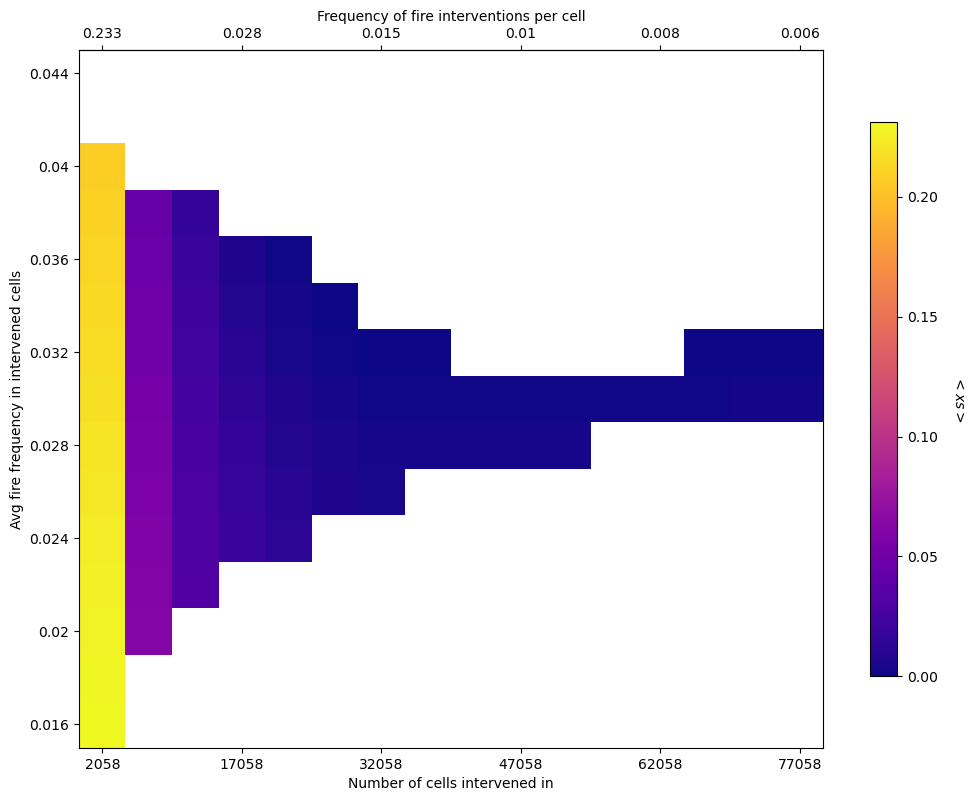 Frequency of fire interventions per cell
0.233 0.028 0.015 0.01 0.008 0.006
0.044
0.04
0.036
0.032
0.028
0.024
0.02
0.016
Avg fire frequency in intervened cells
2058 17058 32058 47058 62058 77058
Number of cells intervened in
0.20
0.15
0.10
0.05
0.00
< sx >